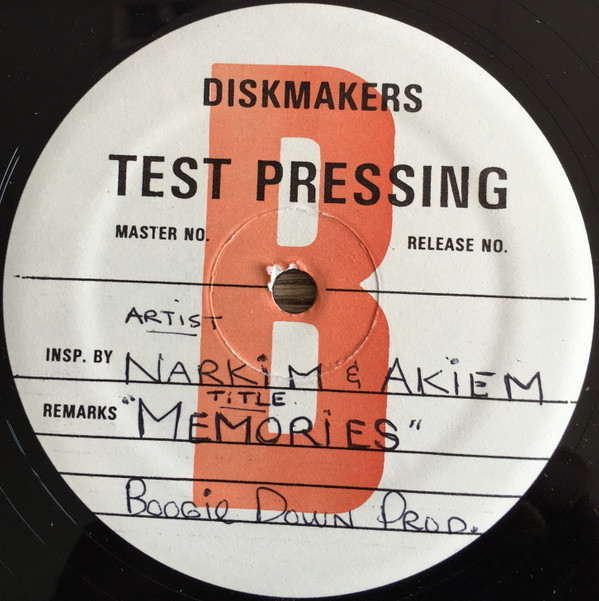 B
DISKMAKERS
TEST PRESSING
MASTER NO.
RELEASE NO.
ARTIST
INSP. BY NARKiM & AKiEM
TiTLE
REMARKS "MEMORiES"
BOOGiE DOWN PROD.